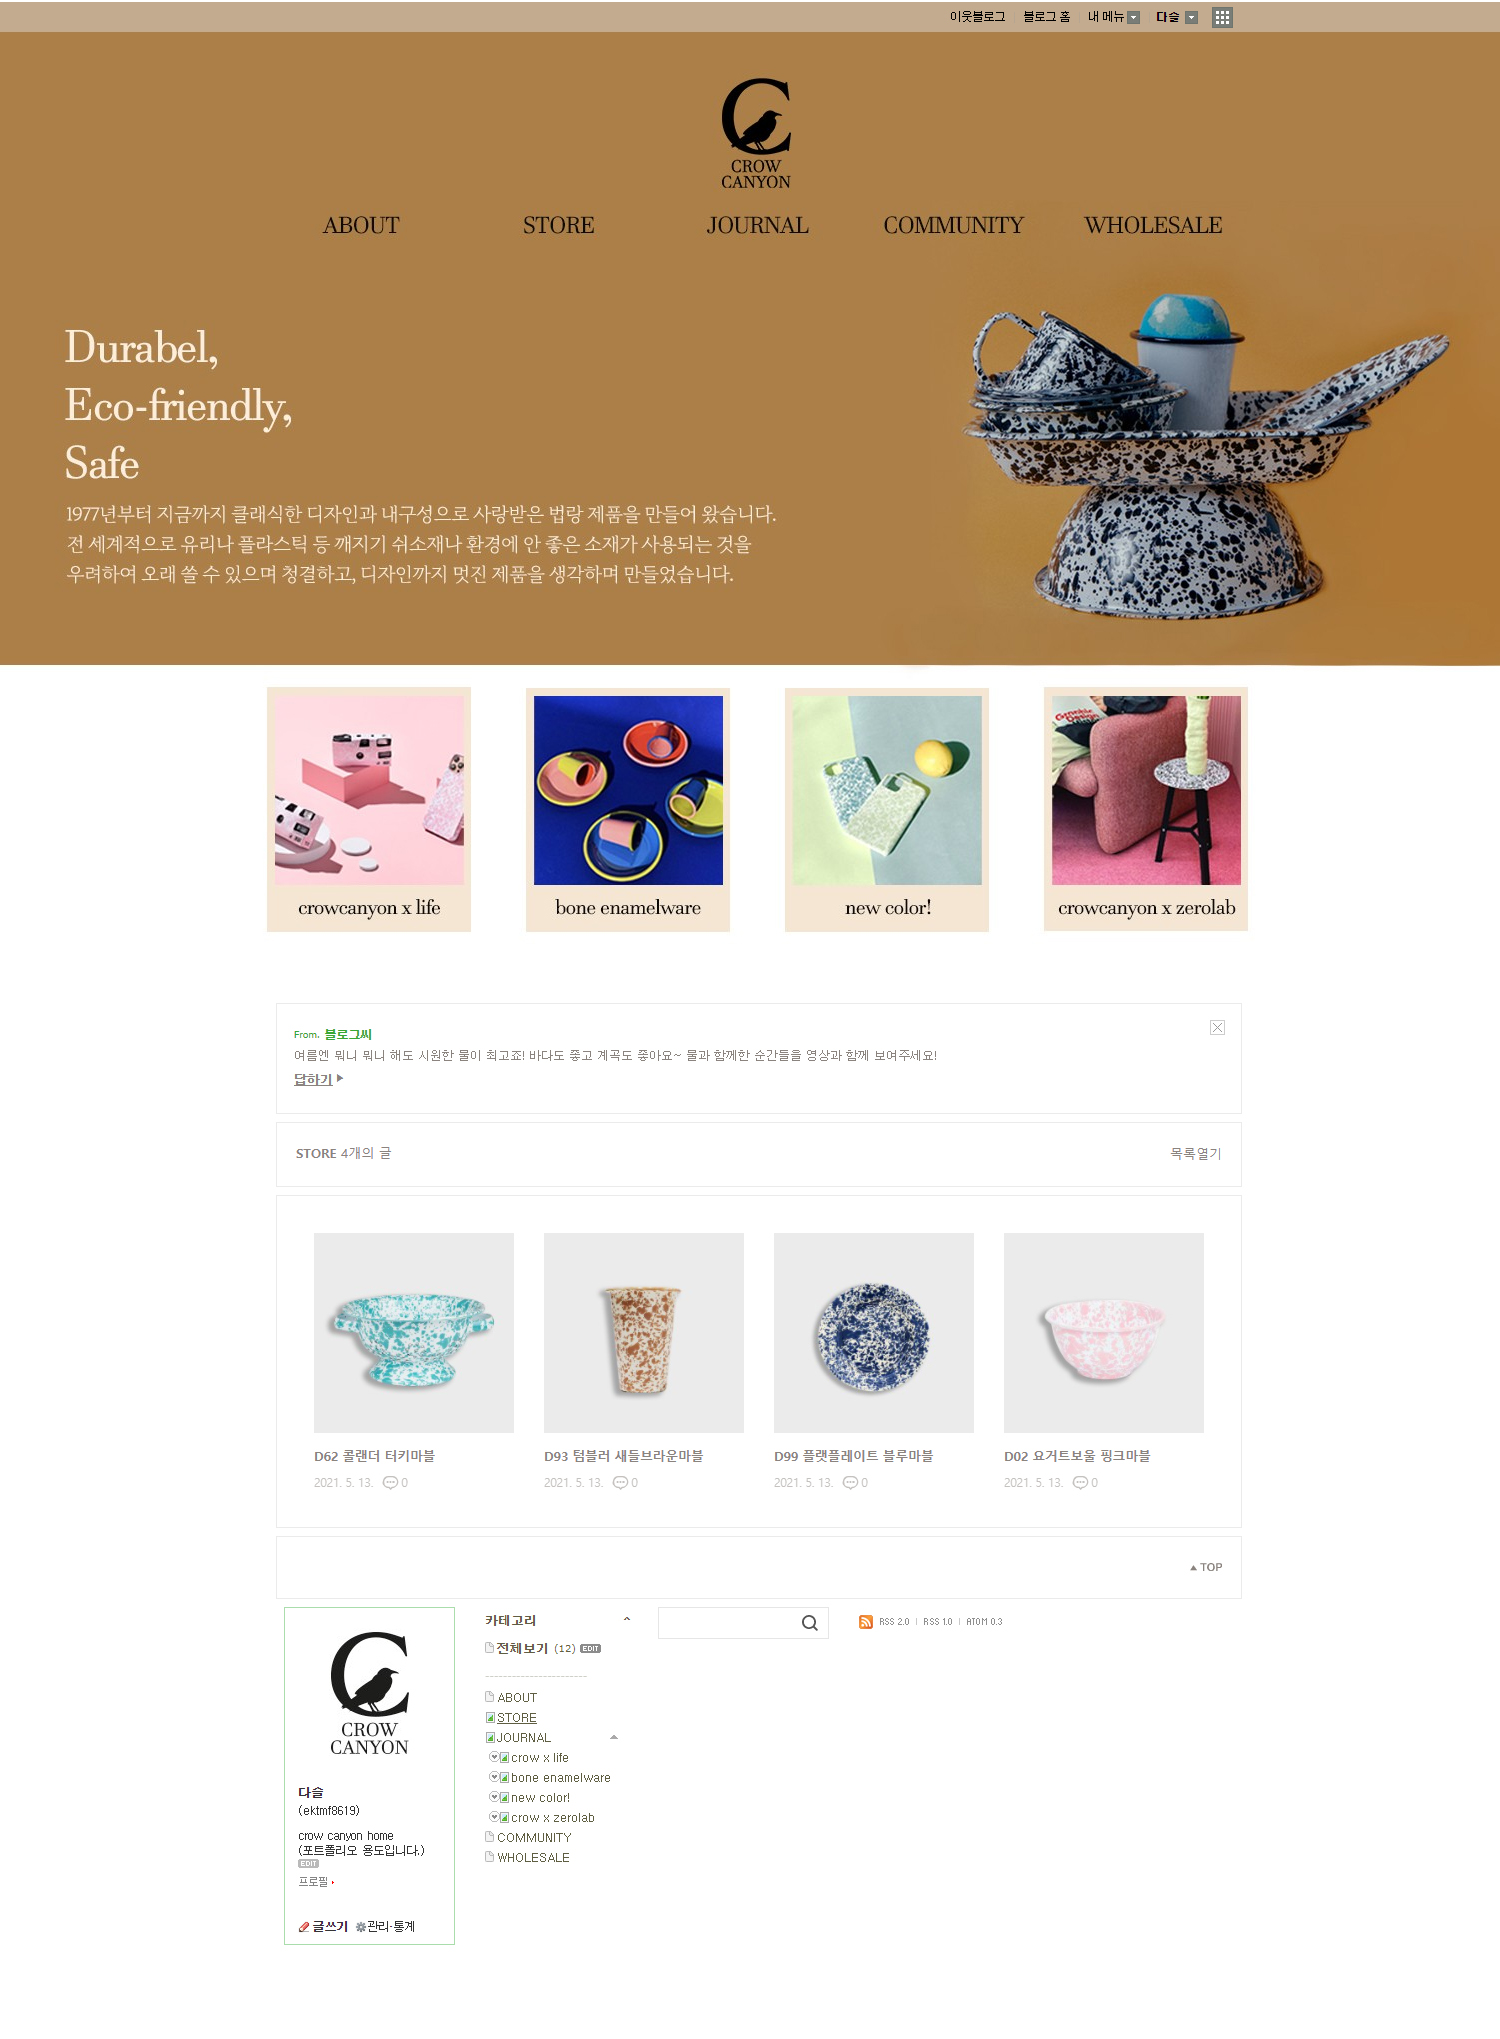 이웃블로그 | 블로그 홈 내 메뉴 다슬
CROW
CANYON
ABOUT STORE JOURNAL COMMUNITY WHOLESALE
Durabel,
Eco-friendly,
Safe
1977년부터 지금까지 클래식한 디자인과 내구성으로 사랑받은 법랑 제품을 만들어 왔습니다.
전 세계적으로 유리나 플라스틱 등 깨지기 쉬소재나 환경에 안 좋은 소재가 사용되는 것을
우려하여 오래 쓸 수 있으며 청결하고, 디자인까지 멋진 제품을 생각하며 만들었습니다.
crowcanyon x life
bone enamelware
new color!
crowcanyon x zerolab
From. 블로그씨
여름엔 뭐니 뭐니 해도 시원한 물이 최고죠! 바다도 좋고 계곡도 좋아요~ 물과 함께한 순간들을 영상과 함께 보여주세요!
답하기
STORE 4개의 글 목록열기
D62 콜랜더 터키마블
2021. 5. 13. 0
D93 텀블러 새들브라운마블
2021. 5. 13. 0
D99 플랫플레이트 블루마블
2021. 5. 13. 0
D02 요거트보울 핑크마블
2021. 5. 13. 0
TOP
CROW
CANYON
다슬
(ektmf8619)
crow canyon home
(포트폴리오 용도입니다.)
EDIT
프로필
글쓰기 관리·통계
카테고리
전체보기 (12) EDIT
ABOUT
STORE
JOURNAL
crow x life
bone enamelware
new color!
crow x zerolab
COMMUNITY
WHOLESALE
RSS 2.0 | RSS 1.0 | ATOM 0.3